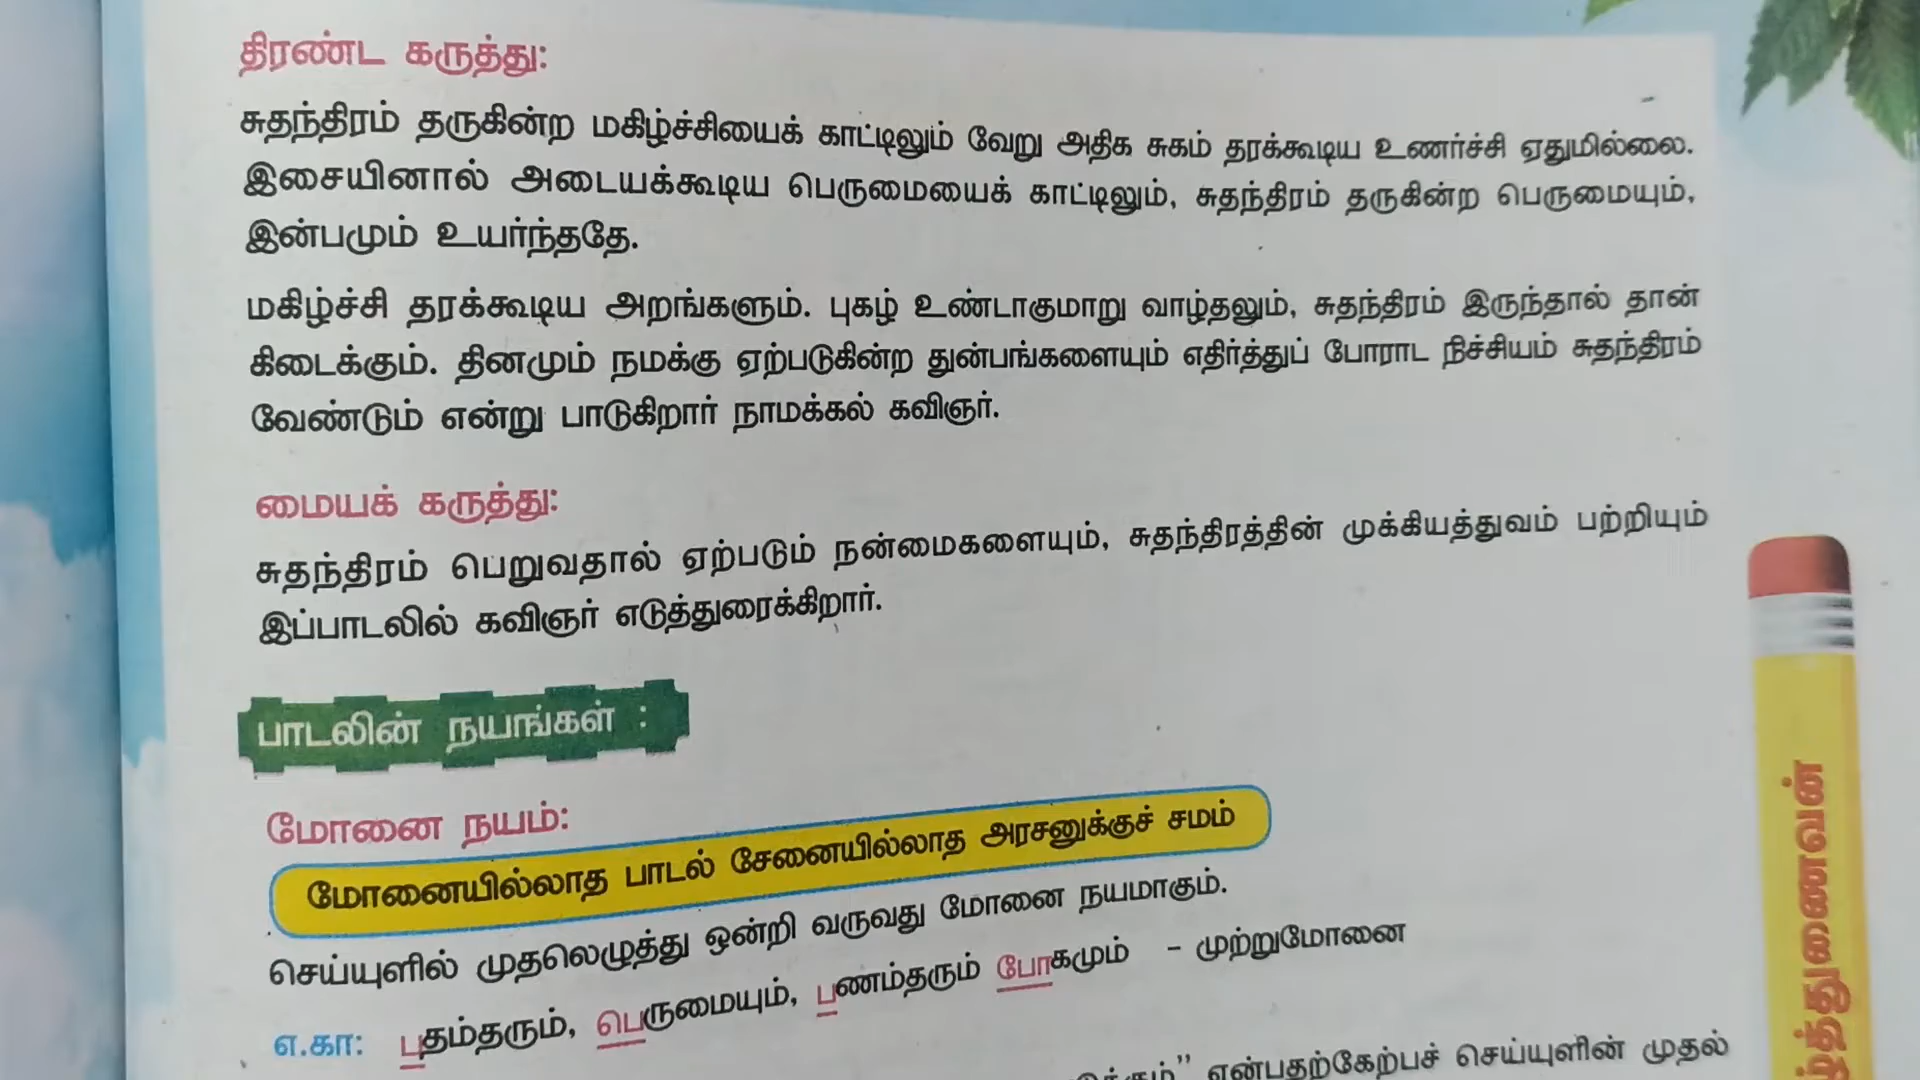 திரண்ட கருத்து:
சுதந்திரம் தருகின்ற மகிழ்ச்சியைக் காட்டிலும் வேறு அதிக சுகம் தரக்கூடிய உணர்ச்சி ஏதுமில்லை.
இசையினால் அடையக்கூடிய பெருமையைக் காட்டிலும், சுதந்திரம் தருகின்ற பெருமையும்,
இன்பமும் உயர்ந்ததே.
மகிழ்ச்சி தரக்கூடிய அறங்களும். புகழ் உண்டாகுமாறு வாழ்தலும், சுதந்திரம் இருந்தால் தான்
கிடைக்கும். தினமும் நமக்கு ஏற்படுகின்ற துன்பங்களையும் எதிர்த்துப் போராட நிச்சியம் சுதந்திரம்
வேண்டும் என்று பாடுகிறார் நாமக்கல் கவிஞர்.
மையக் கருத்து:
சுதந்திரம் பெறுவதால் ஏற்படும் நன்மைகளையும், சுதந்திரத்தின் முக்கியத்துவம் பற்றியும்
இப்பாடலில் கவிஞர் எடுத்துரைக்கிறார்.
பாடலின் நயங்கள் :
மோனை நயம்:
மோனையில்லாத பாடல் சேனையில்லாத அரசனுக்குச் சமம்
செய்யுளில் முதலெழுத்து ஒன்றி வருவது மோனை நயமாகும்.
எ.கா: பதம்தரும், பெருமையும், பணம்தரும் போகமும் - முற்றுமோனை
என்பதற்கேற்பச் செய்யுளின் முதல்